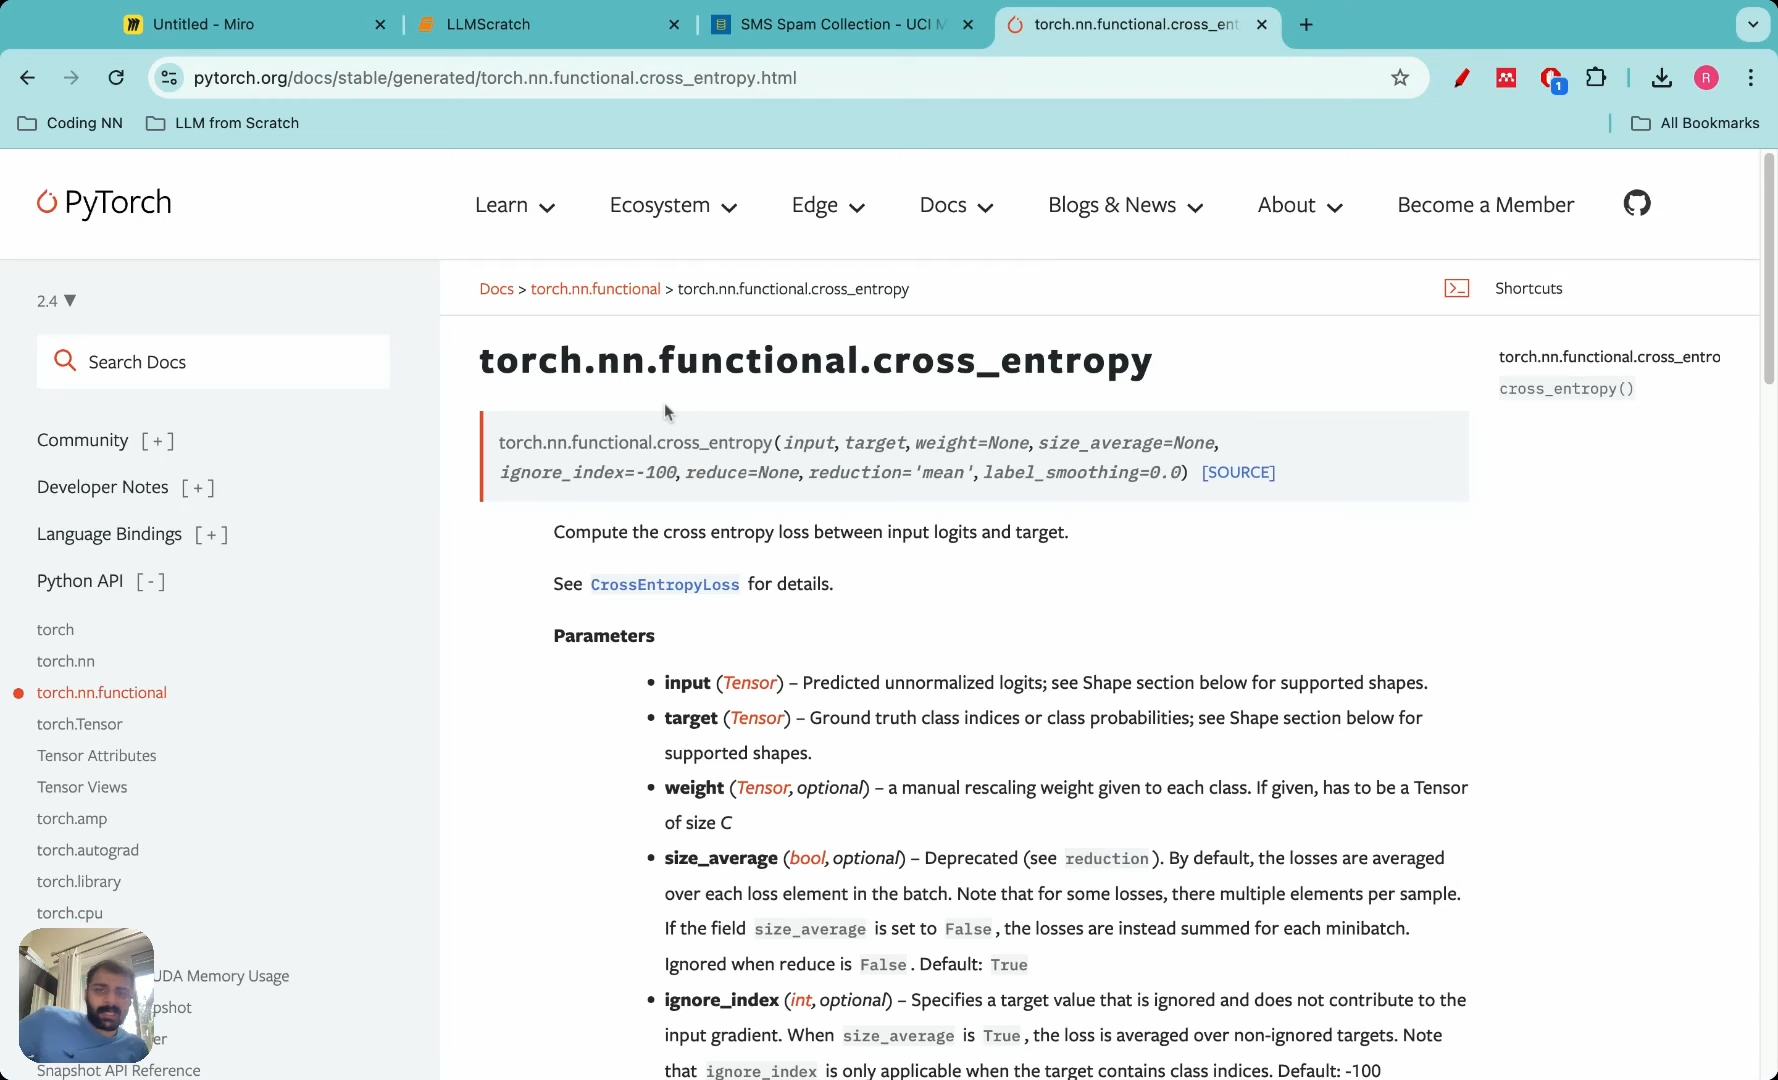 Untitled - Miro
LLMScratch
SMS Spam Collection - UCI M
torch.nn.functional.cross_ent
pytorch.org/docs/stable/generated/torch.nn.functional.cross_entropy.html
1
R
Coding NN
LLM from Scratch
All Bookmarks
PyTorch
Learn
Ecosystem
Edge
Docs
Blogs & News
About
Become a Member
2.4 ▼
Search Docs
Community [ + ]
Developer Notes [ + ]
Language Bindings [ + ]
Python API [ - ]
torch
torch.nn
torch.nn.functional
torch.Tensor
Tensor Attributes
Tensor Views
torch.amp
torch.autograd
torch.library
torch.cpu
UDA Memory Usage
pshot
er
Snapshot API Reference
Docs > torch.nn.functional > torch.nn.functional.cross_entropy
Shortcuts
torch.nn.functional.cross_entropy
torch.nn.functional.cross_entropy(input, target, weight=None, size_average=None,
ignore_index=-100, reduce=None, reduction='mean', label_smoothing=0.0) [SOURCE]
Compute the cross entropy loss between input logits and target.
See CrossEntropyLoss for details.
Parameters
• input (Tensor) – Predicted unnormalized logits; see Shape section below for supported shapes.
• target (Tensor) – Ground truth class indices or class probabilities; see Shape section below for
supported shapes.
• weight (Tensor, optional) – a manual rescaling weight given to each class. If given, has to be a Tensor
of size C
• size_average (bool, optional) – Deprecated (see reduction). By default, the losses are averaged
over each loss element in the batch. Note that for some losses, there multiple elements per sample.
If the field size_average is set to False, the losses are instead summed for each minibatch.
Ignored when reduce is False. Default: True
• ignore_index (int, optional) – Specifies a target value that is ignored and does not contribute to the
input gradient. When size_average is True, the loss is averaged over non-ignored targets. Note
that ignore_index is only applicable when the target contains class indices. Default: -100
torch.nn.functional.cross_entro
cross_entropy()